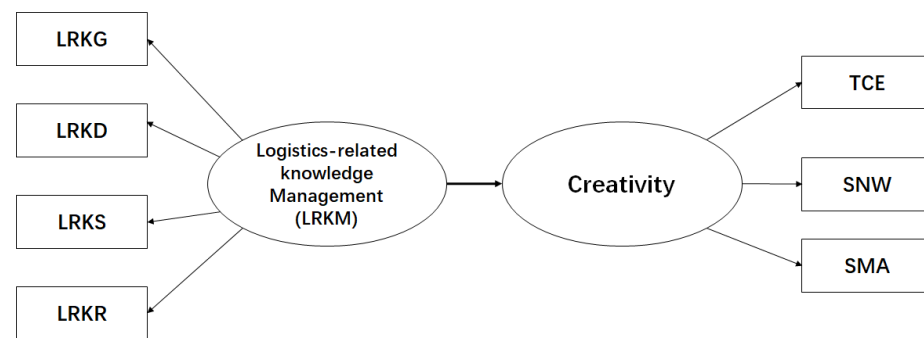 LRKG
LRKD
LRKS
LRKR
Logistics-related
knowledge
Management
(LRKM)
Creativity
TCE
SNW
SMA